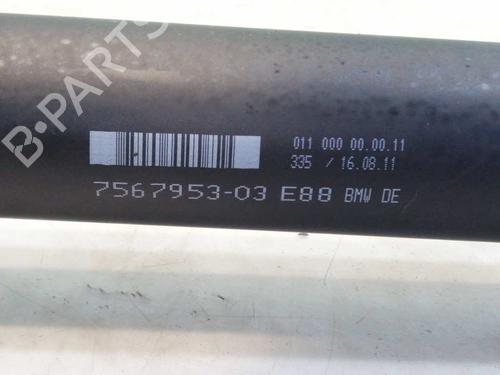 B-PARTS
011 000 00.00.11
335 / 16.08.11
7567953-03 E88 BMW DE